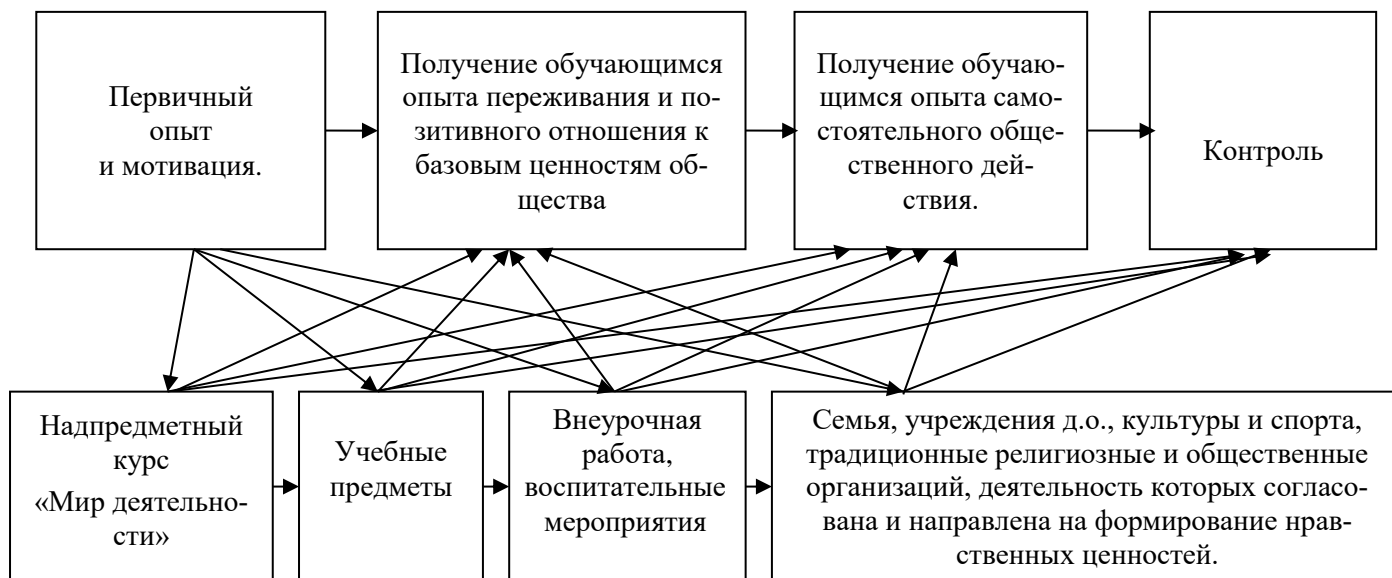 Первичный
опыт
и мотивация.
Получение обучающимся
опыта переживания и по-
зитивного отношения к
базовым ценностям об-
щества
Получение обучаю-
щимся опыта само-
стоятельного обще-
ственного дей-
ствия.
Контроль
Надпредметный
курс
«Мир деятельно-
сти»
Учебные
предметы
Внеурочная
работа,
воспитательные
мероприятия
Семья, учреждения д.о., культуры и спорта,
традиционные религиозные и общественные
организаций, деятельность которых согласо-
вана и направлена на формирование нрав-
ственных ценностей.